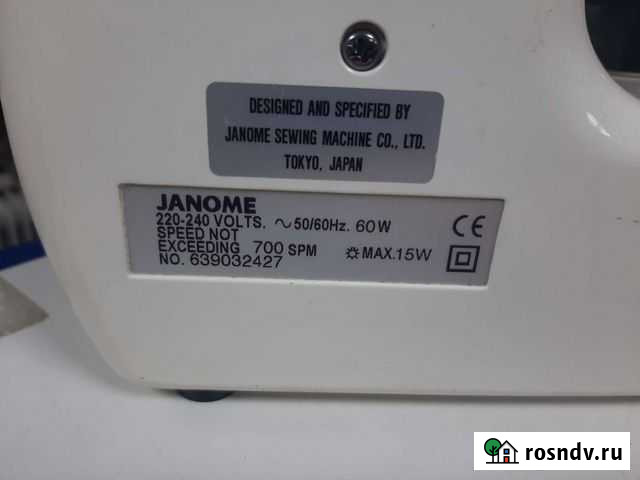 DESIGNED AND SPECIFIED BY
JANOME SEWING MACHINE CO., LTD.
TOKYO, JAPAN
JANOME
220-240 VOLTS. ~ 50/60Hz. 60W
SPEED NOT
EXCEEDING 700 SPM MAX.15W
NO. 639032427
CE
rosndv.ru